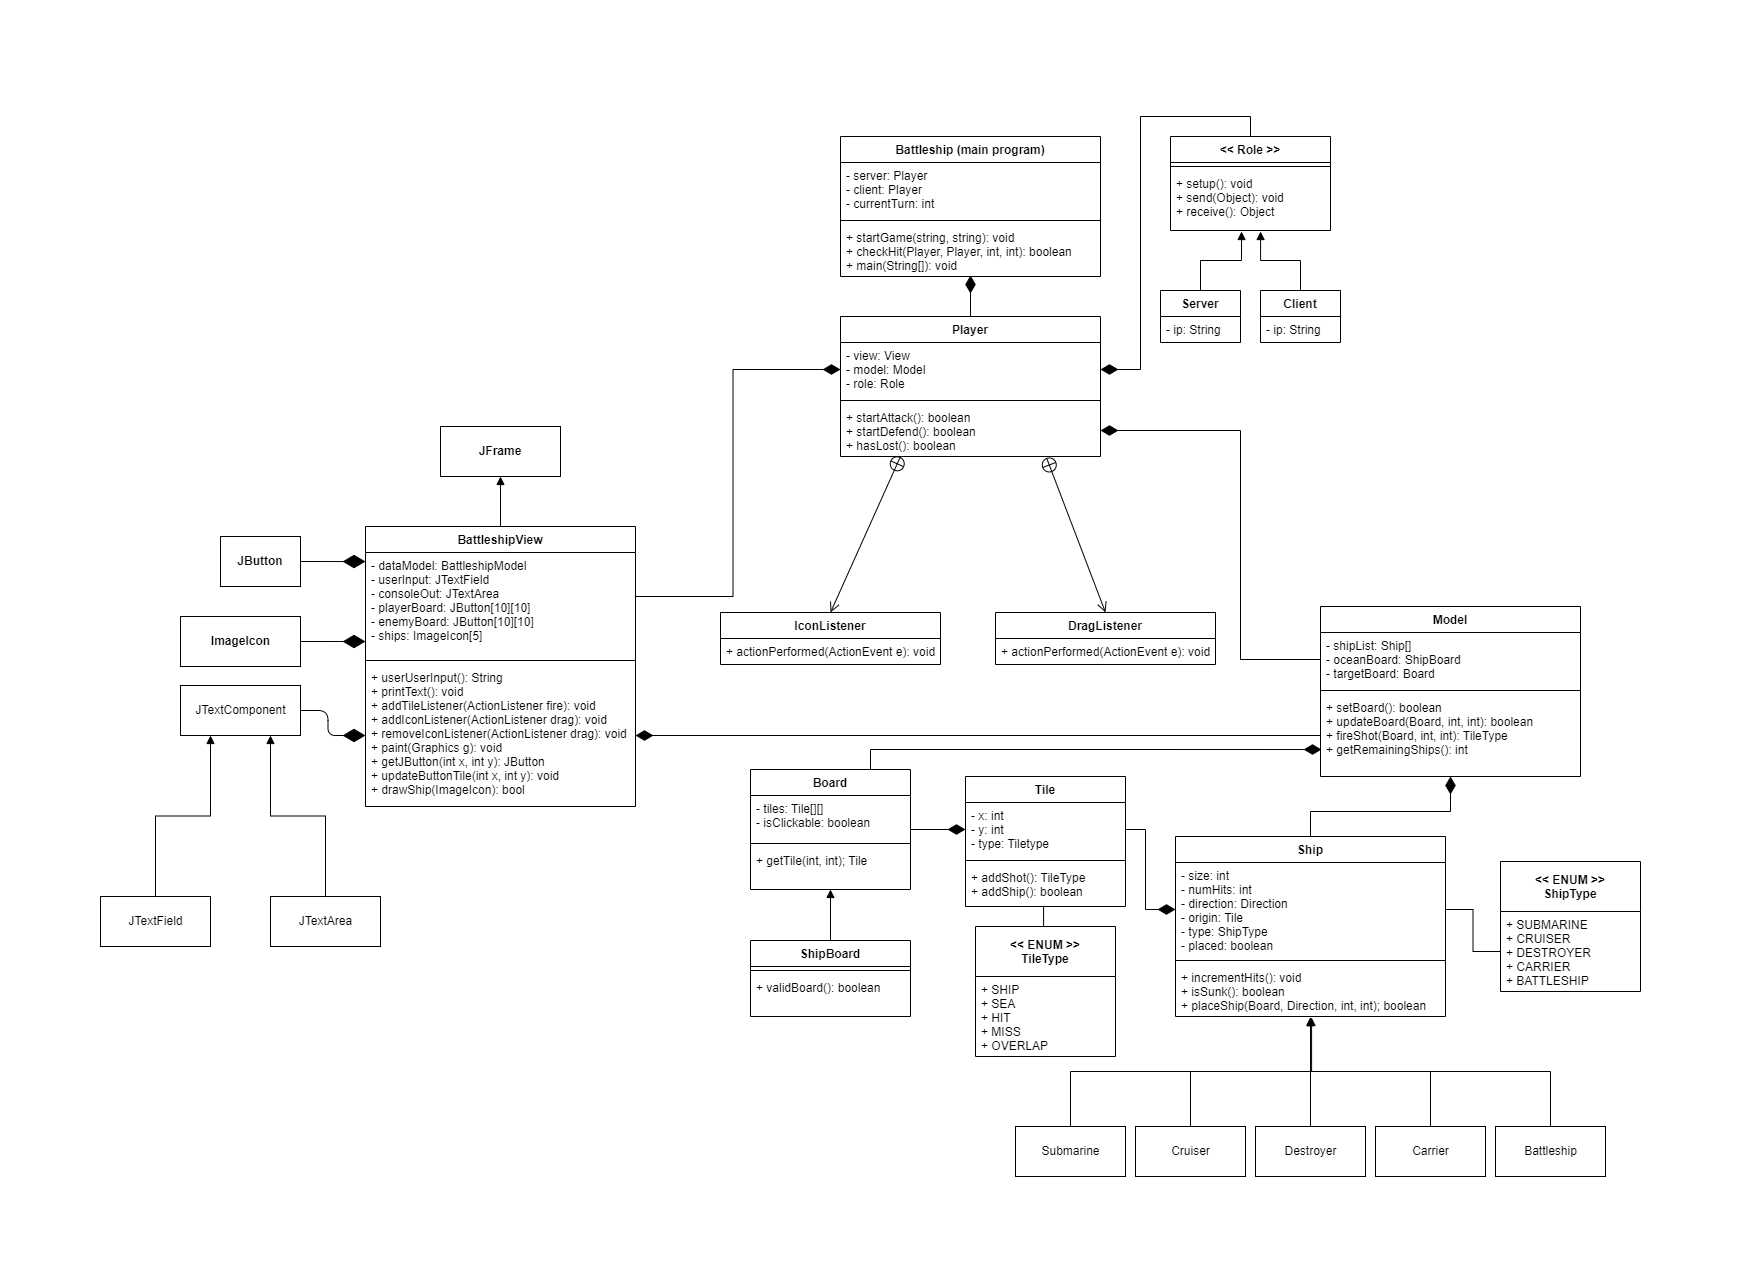 Battleship (main program)
- server: Player
- client: Player
- currentTurn: int
+ startGame(string, string): void
+ checkHit(Player, Player, int, int): boolean
+ main(String[]): void
<< Role >>
+ setup(): void
+ send(Object): void
+ receive(): Object
Server
- ip: String
Client
- ip: String
Player
- view: View
- model: Model
- role: Role
+ startAttack(): boolean
+ startDefend(): boolean
+ hasLost(): boolean
JFrame
BattleshipView
- dataModel: BattleshipModel
- userInput: JTextField
- consoleOut: JTextArea
- playerBoard: JButton[10][10]
- enemyBoard: JButton[10][10]
- ships: ImageIcon[5]
+ userUserInput(): String
+ printText(): void
+ addTileListener(ActionListener fire): void
+ addIconListener(ActionListener drag): void
+ removeIconListener(ActionListener drag): void
+ paint(Graphics g): void
+ getJButton(int x, int y): JButton
+ updateButtonTile(int x, int y): void
+ drawShip(ImageIcon): bool
JButton
ImageIcon
JTextComponent
JTextField
JTextArea
IconListener
+ actionPerformed(ActionEvent e): void
DragListener
+ actionPerformed(ActionEvent e): void
Model
- shipList: Ship[]
- oceanBoard: ShipBoard
- targetBoard: Board
+ setBoard(): boolean
+ updateBoard(Board, int, int): boolean
+ fireShot(Board, int, int): TileType
+ getRemainingShips(): int
Board
- tiles: Tile[][]
- isClickable: boolean
+ getTile(int, int); Tile
ShipBoard
+ validBoard(): boolean
Tile
- x: int
- y: int
- type: Tiletype
+ addShot(): TileType
+ addShip(): boolean
<< ENUM >>
TileType
+ SHIP
+ SEA
+ HIT
+ MISS
+ OVERLAP
Ship
- size: int
- numHits: int
- direction: Direction
- origin: Tile
- type: ShipType
- placed: boolean
+ incrementHits(): void
+ isSunk(): boolean
+ placeShip(Board, Direction, int, int); boolean
<< ENUM >>
ShipType
+ SUBMARINE
+ CRUISER
+ DESTROYER
+ CARRIER
+ BATTLESHIP
Submarine
Cruiser
Destroyer
Carrier
Battleship